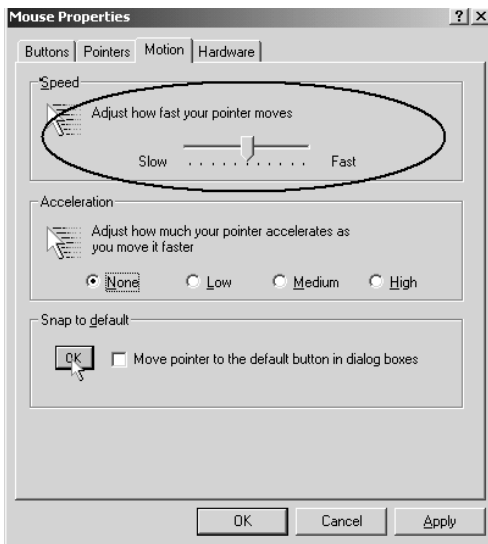 Mouse Properties
Buttons Pointers Motion Hardware
Speed
Adjust how fast your pointer moves
Slow Fast
Acceleration
Adjust how much your pointer accelerates as
you move it faster
None Low Medium High
Snap to default
OK Move pointer to the default button in dialog boxes
OK Cancel Apply